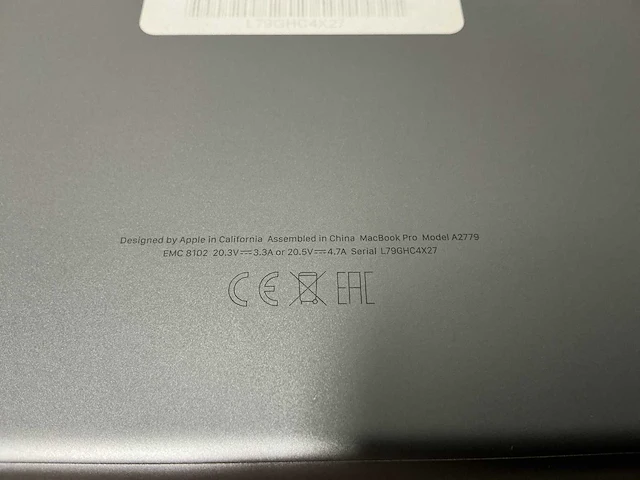 L79GHC4X27
Designed by Apple in California Assembled in China MacBook Pro Model A2779
EMC 8102 20.3V⎓3.3A or 20.5V⎓4.7A Serial L79GHC4X27
CE EAC